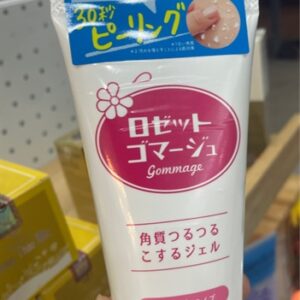 30秒
ピーリング
ロゼット
ゴマージュ
Gommage
角質つるつる
こするジェル